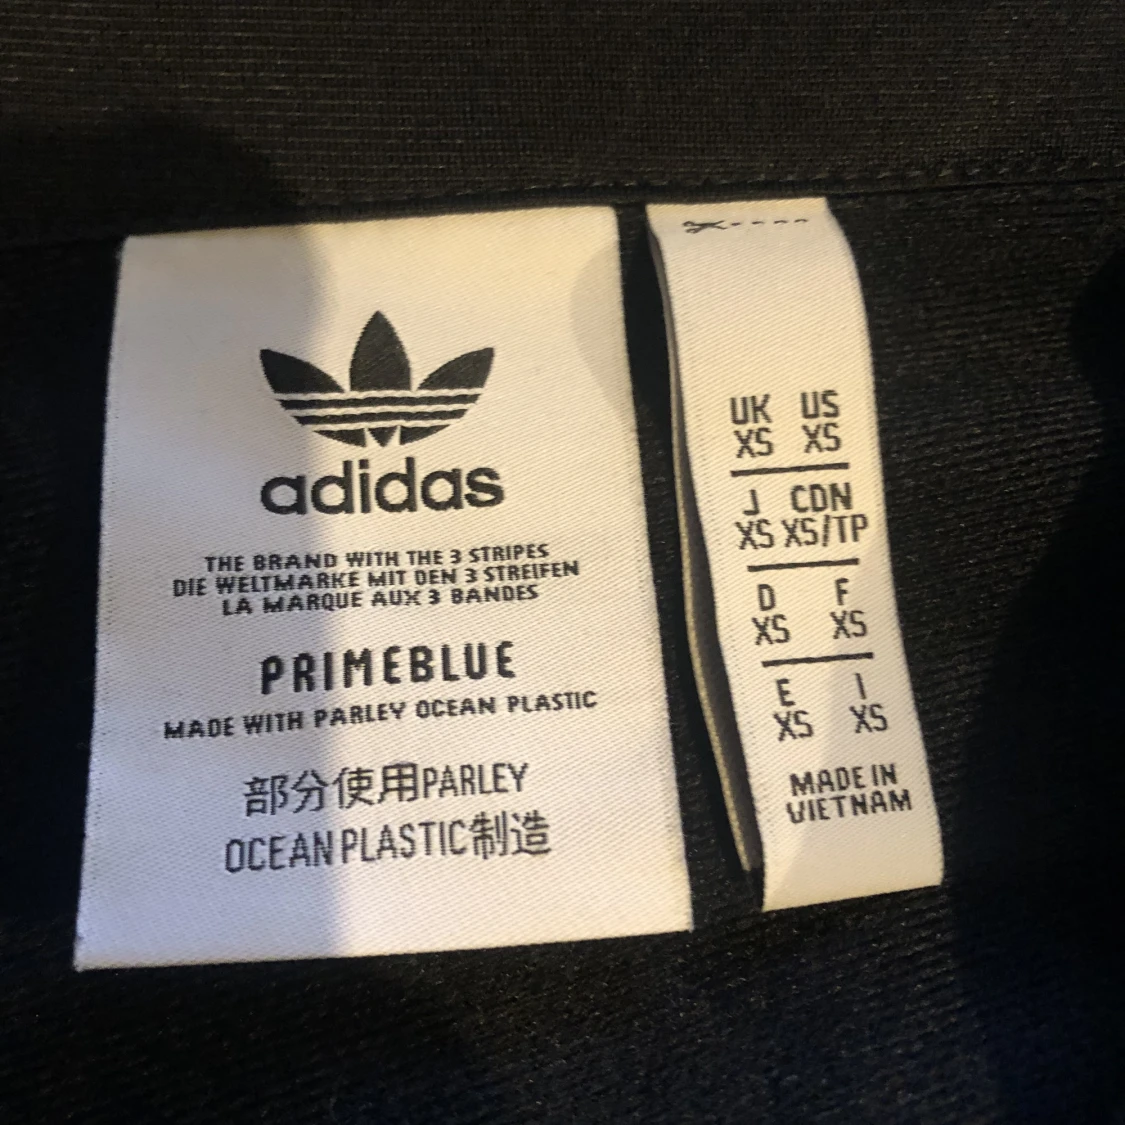 adidas
THE BRAND WITH THE 3 STRIPES
DIE WELTMARKE MIT DEN 3 STREIFEN
LA MARQUE AUX 3 BANDES
PRIMEBLUE
MADE WITH PARLEY OCEAN PLASTIC
部分使用PARLEY
OCEAN PLASTIC制造
UK US
XS XS
J CDN
XS XS/TP
D F
XS XS
E I
XS XS
MADE IN
VIETNAM